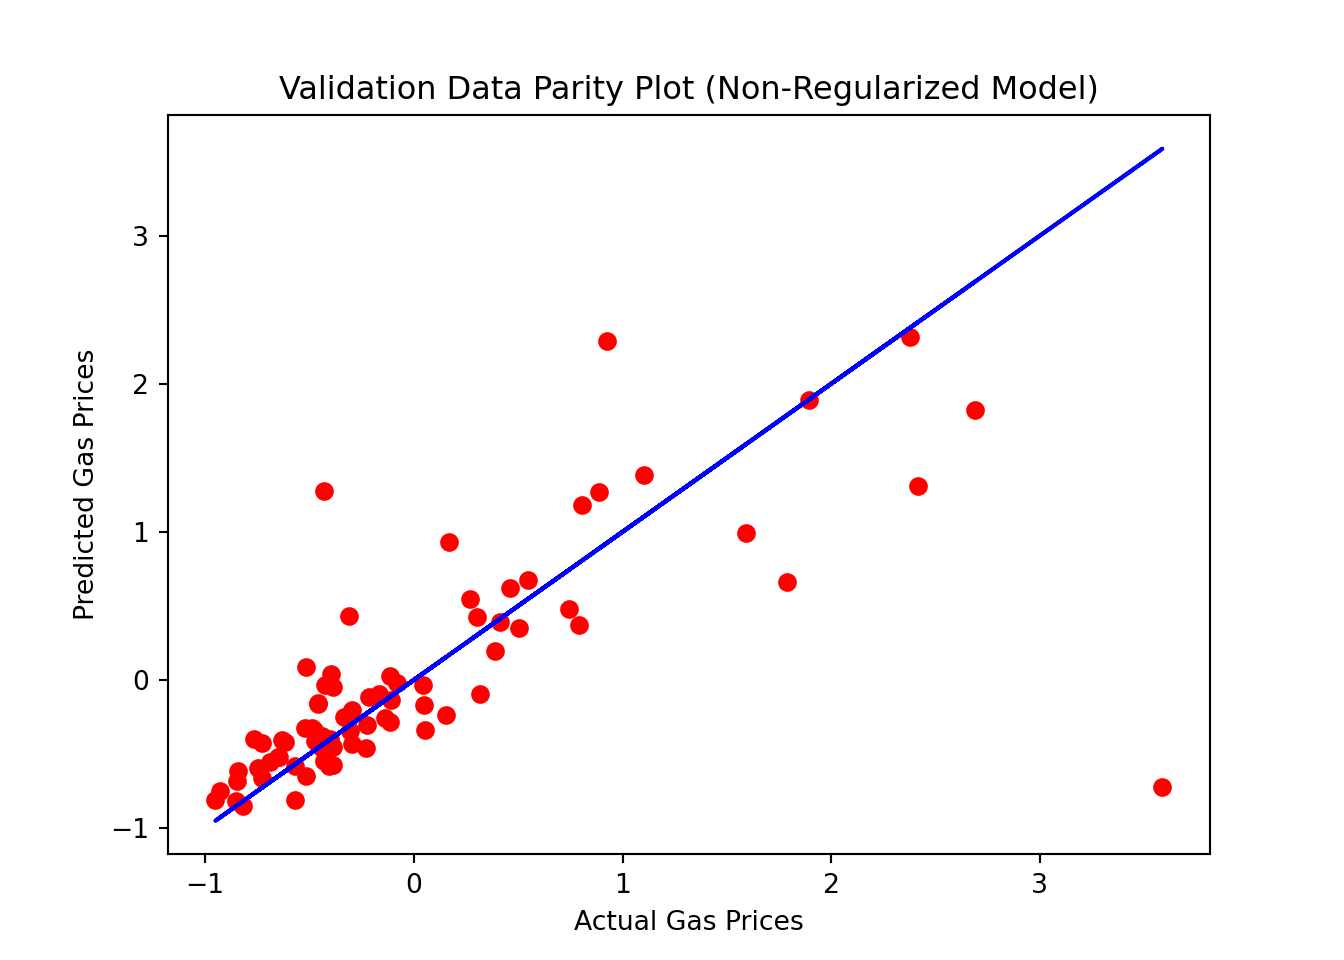 Validation Data Parity Plot (Non-Regularized Model)
Predicted Gas Prices
3
2
1
0
−1
−1 0 1 2 3
Actual Gas Prices